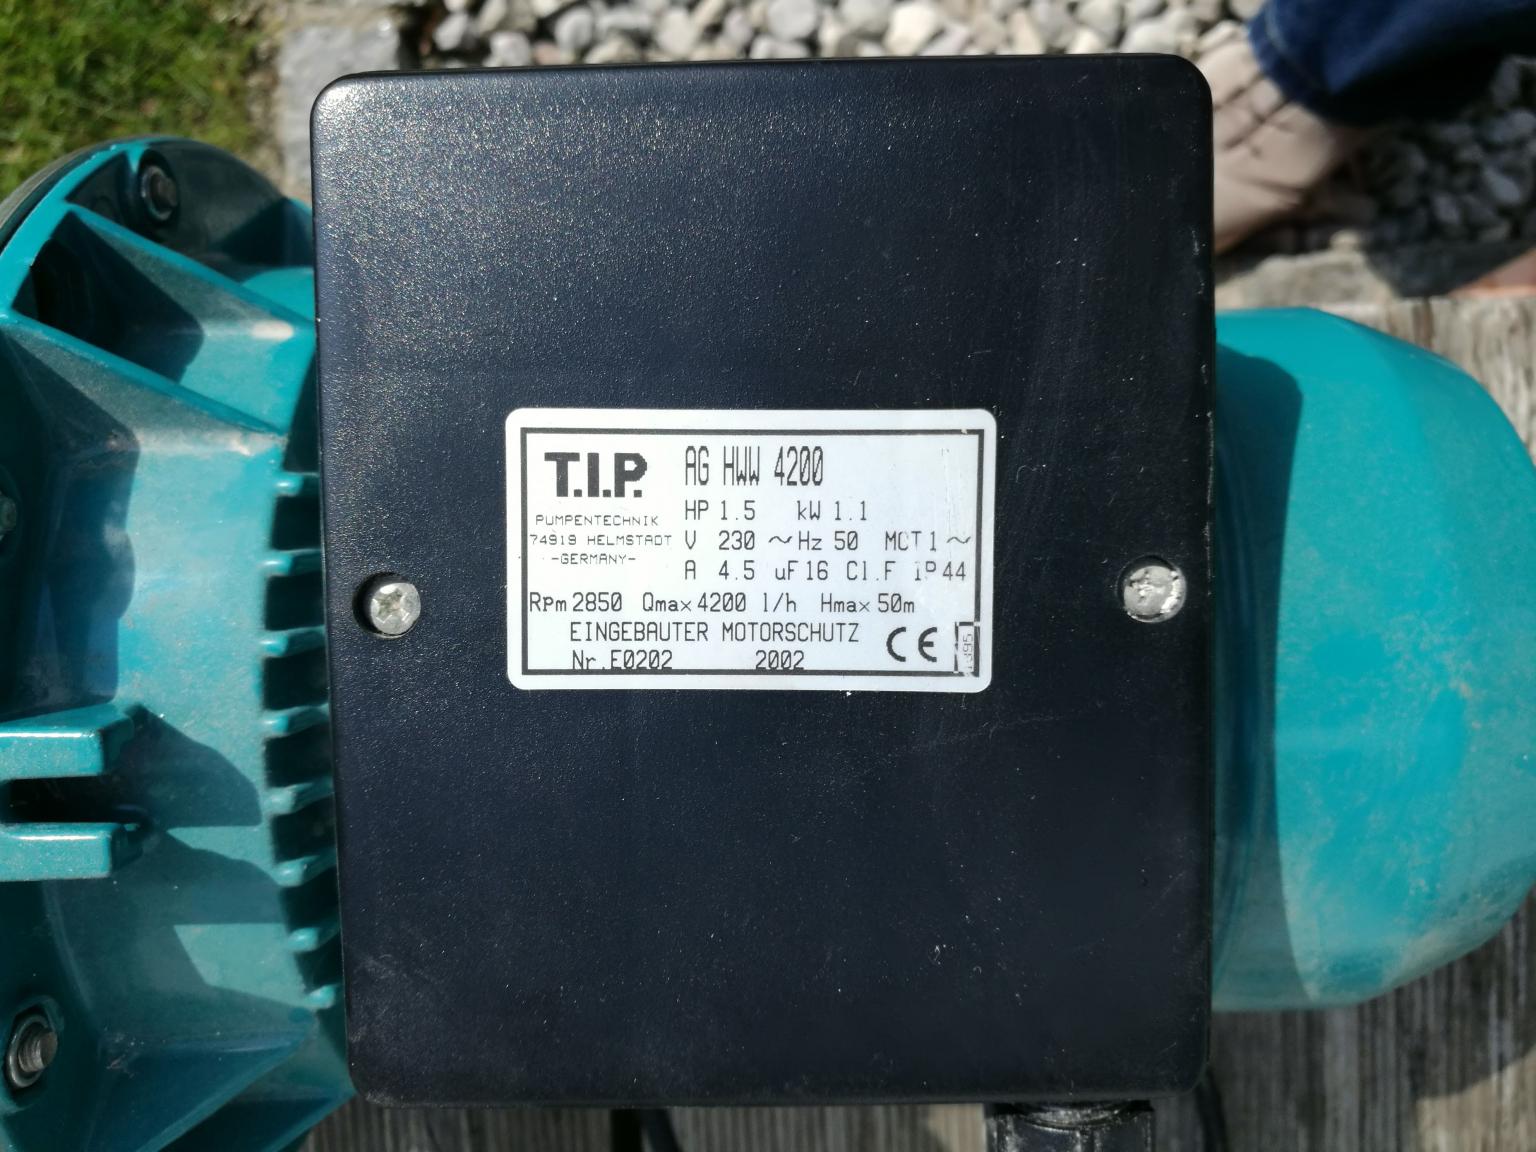 T.I.P. AG HWW 4200
PUMPENTECHNIK HP 1.5 kW 1.1
74919 HELMSTADT V 230 ~ Hz 50 MOT 1 ~
-GERMANY- A 4.5 uF 16 Cl.F IP 44
Rpm 2850 Qmax 4200 l/h Hmax 50m
EINGEBAUTER MOTORSCHUTZ CE
Nr.E0202 2002